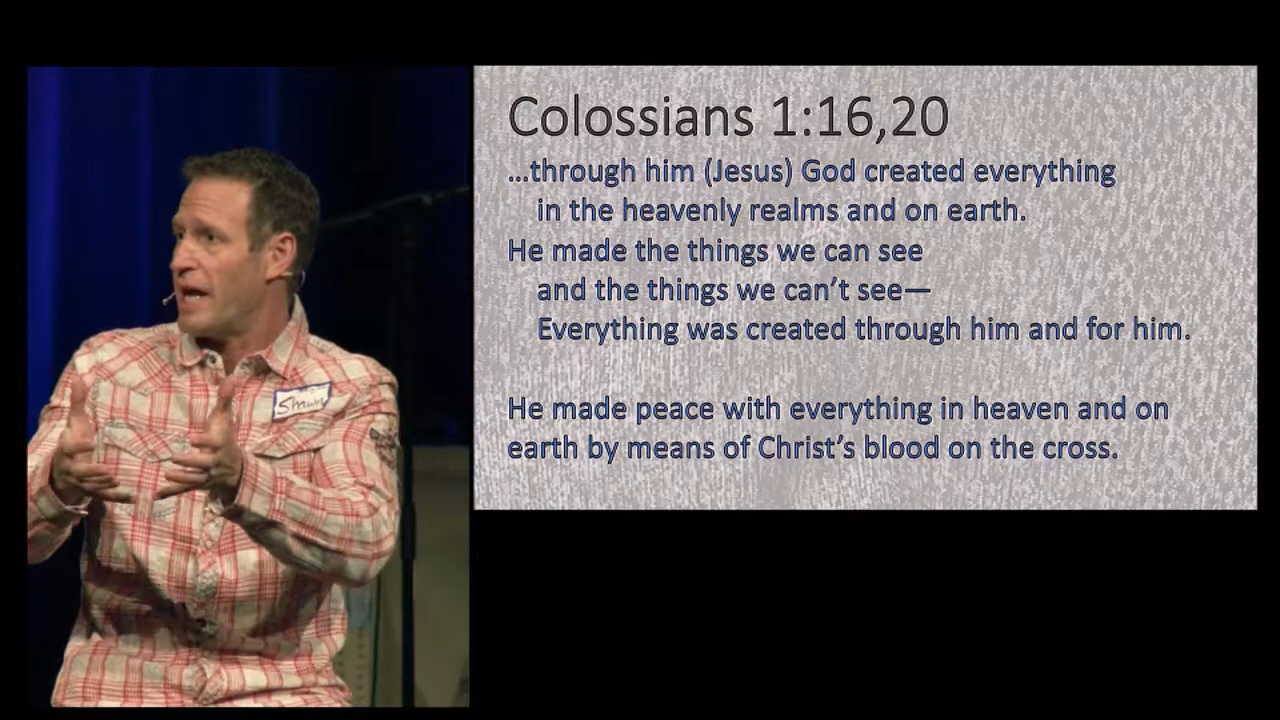 Colossians 1:16,20
...through him (Jesus) God created everything
in the heavenly realms and on earth.
He made the things we can see
and the things we can't see—
Everything was created through him and for him.
He made peace with everything in heaven and on
earth by means of Christ's blood on the cross.